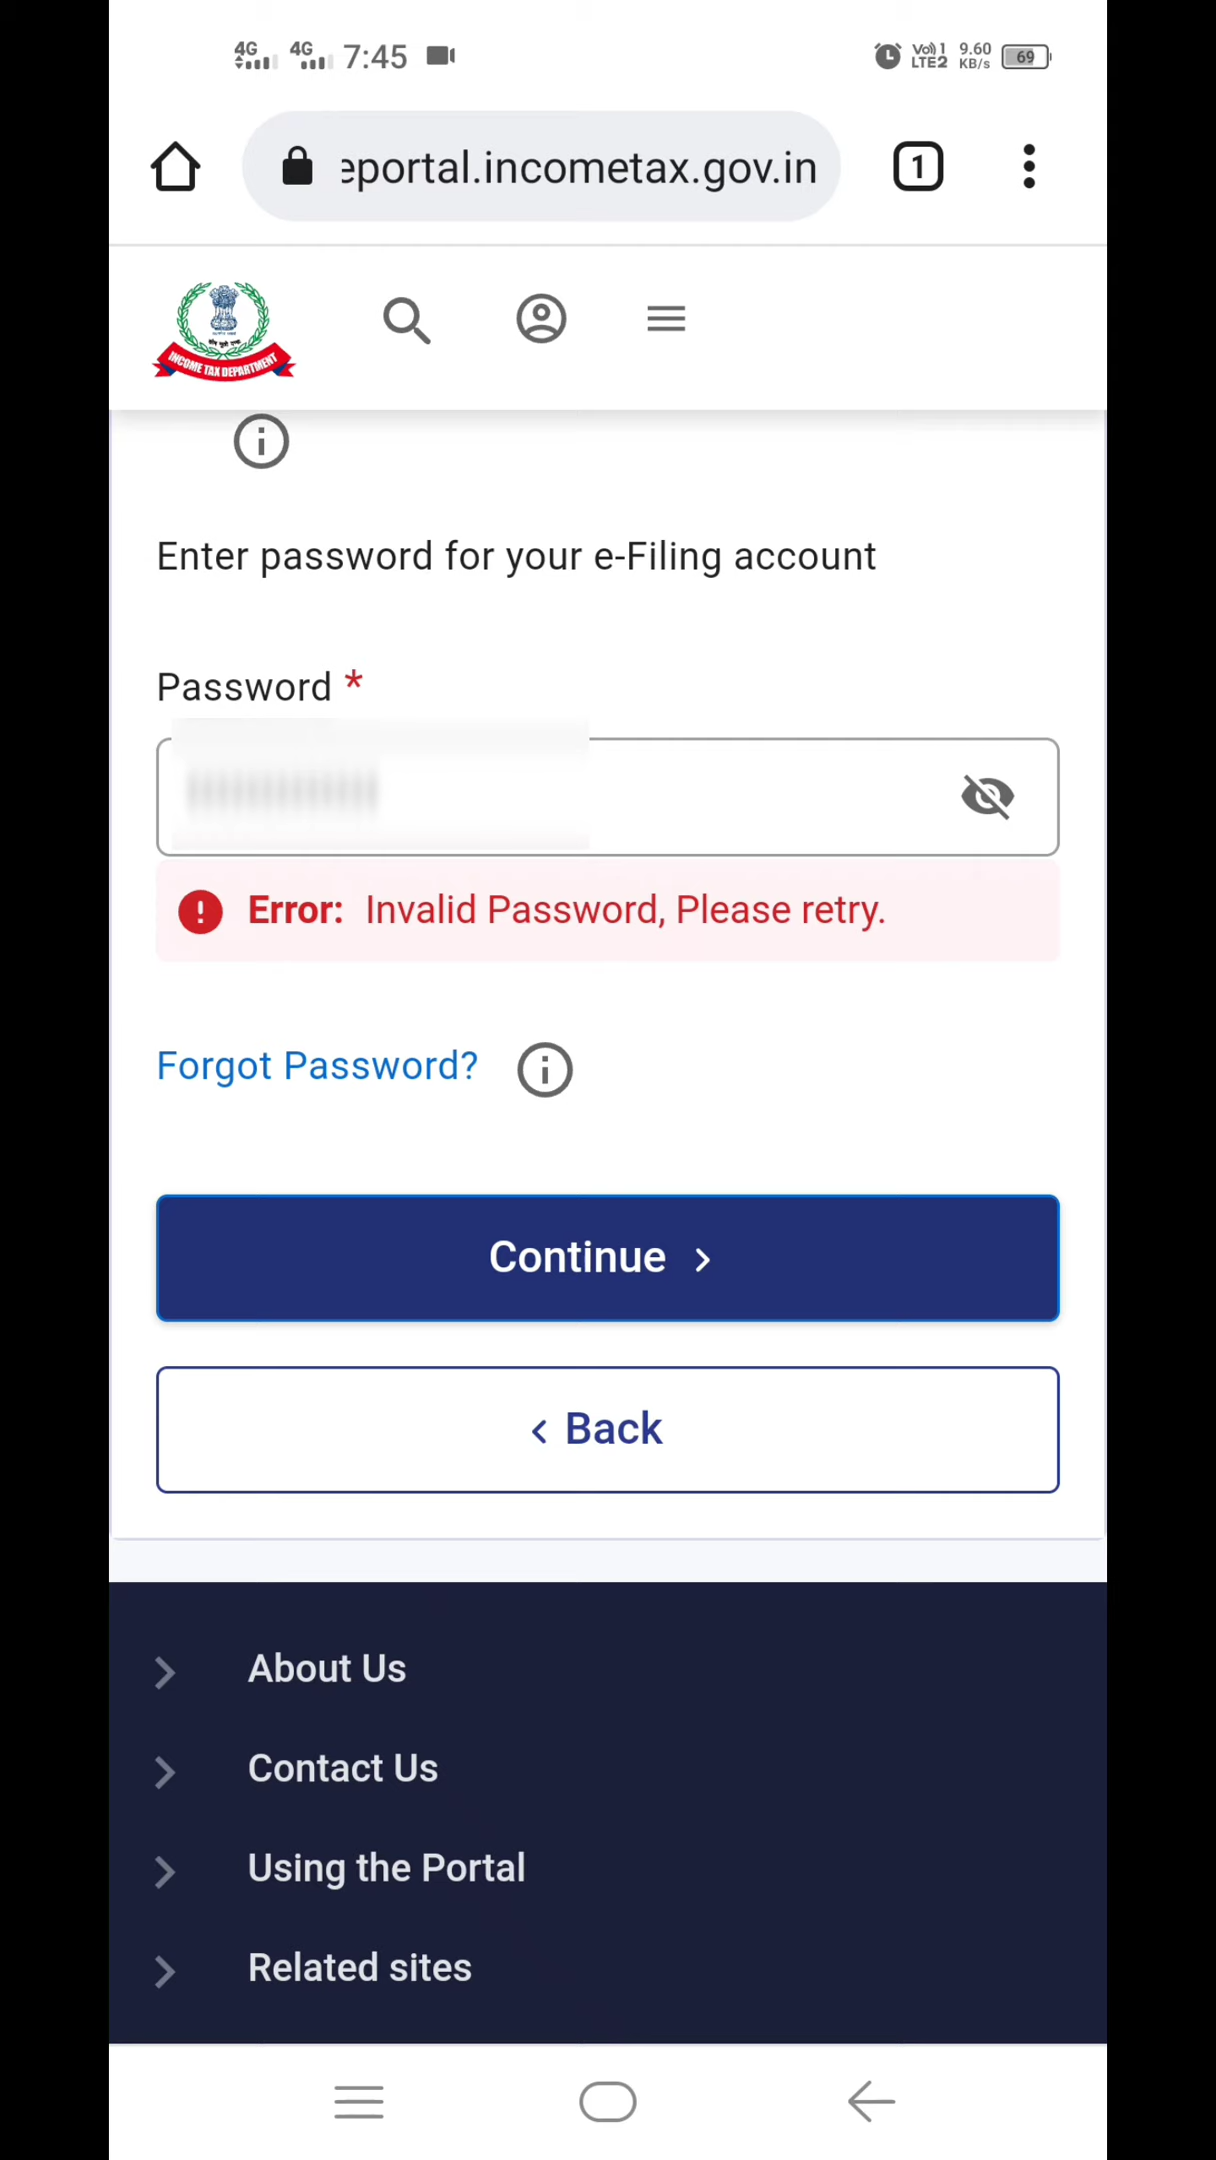 4G 4G 7:45 Vo) 1 LTE2 9.60 KB/s 69
eportal.incometax.gov.in 1
INCOME TAX DEPARTMENT
Enter password for your e-Filing account
Password *
Error: Invalid Password, Please retry.
Forgot Password?
Continue >
< Back
About Us
Contact Us
Using the Portal
Related sites